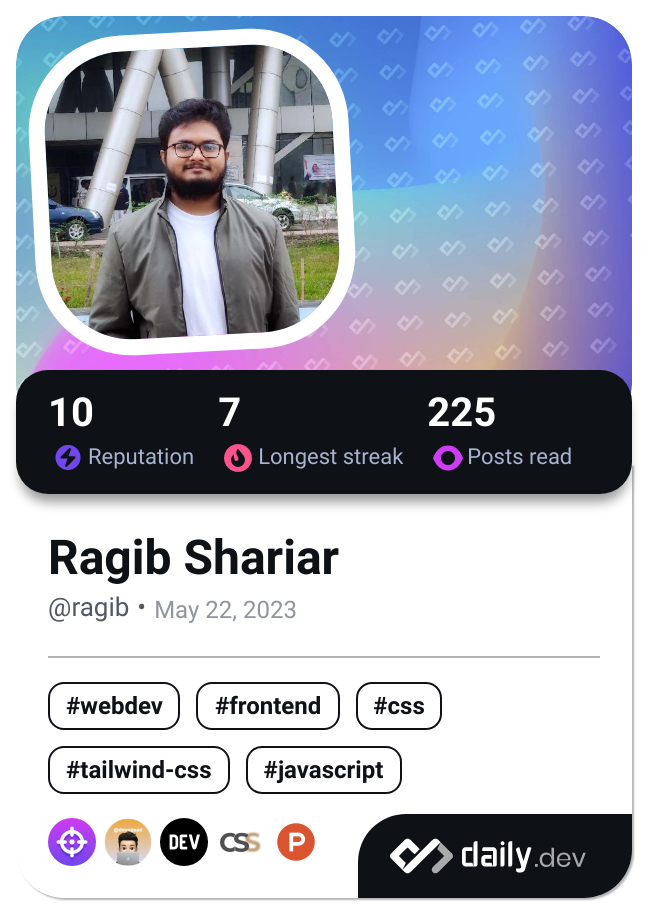 10 7 225
Reputation Longest streak Posts read
Ragib Shariar
@ragib • May 22, 2023
#webdev #frontend #css
#tailwind-css #javascript
DEV CSS P
daily.dev